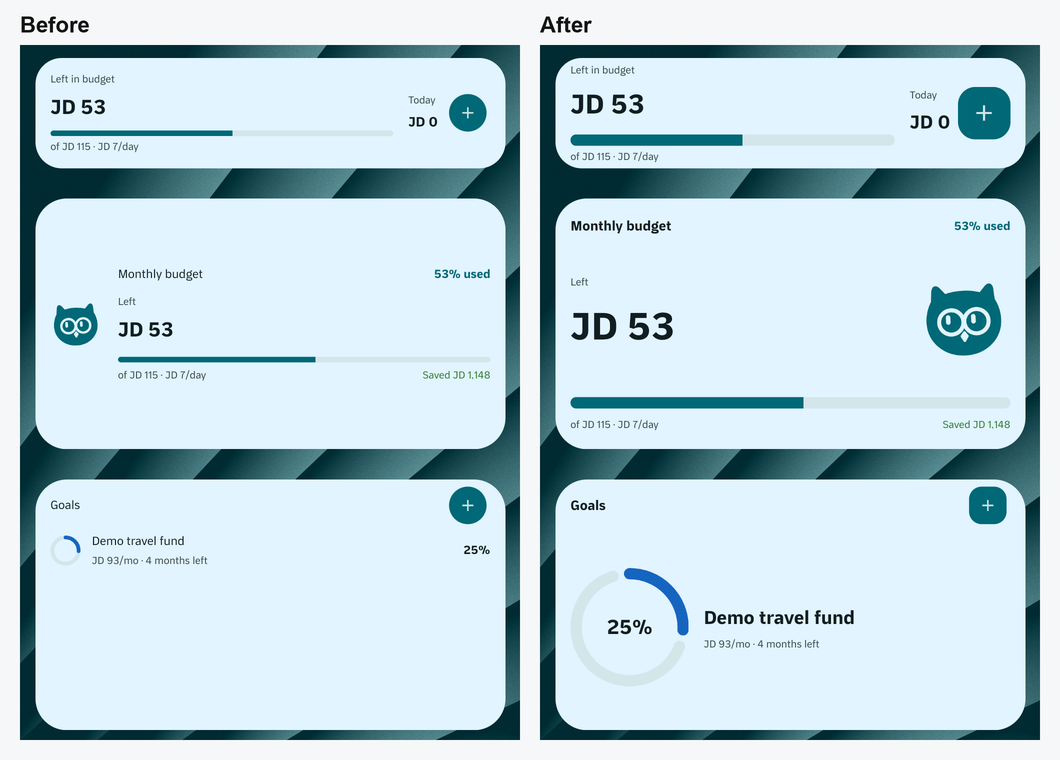 Before
Left in budget
JD 53
Today
JD 0
of JD 115 · JD 7/day
Monthly budget
53% used
Left
JD 53
of JD 115 · JD 7/day
Saved JD 1,148
Goals
Demo travel fund
JD 93/mo · 4 months left
25%
After
Left in budget
JD 53
Today
JD 0
of JD 115 · JD 7/day
Monthly budget
53% used
Left
JD 53
of JD 115 · JD 7/day
Saved JD 1,148
Goals
25%
Demo travel fund
JD 93/mo · 4 months left